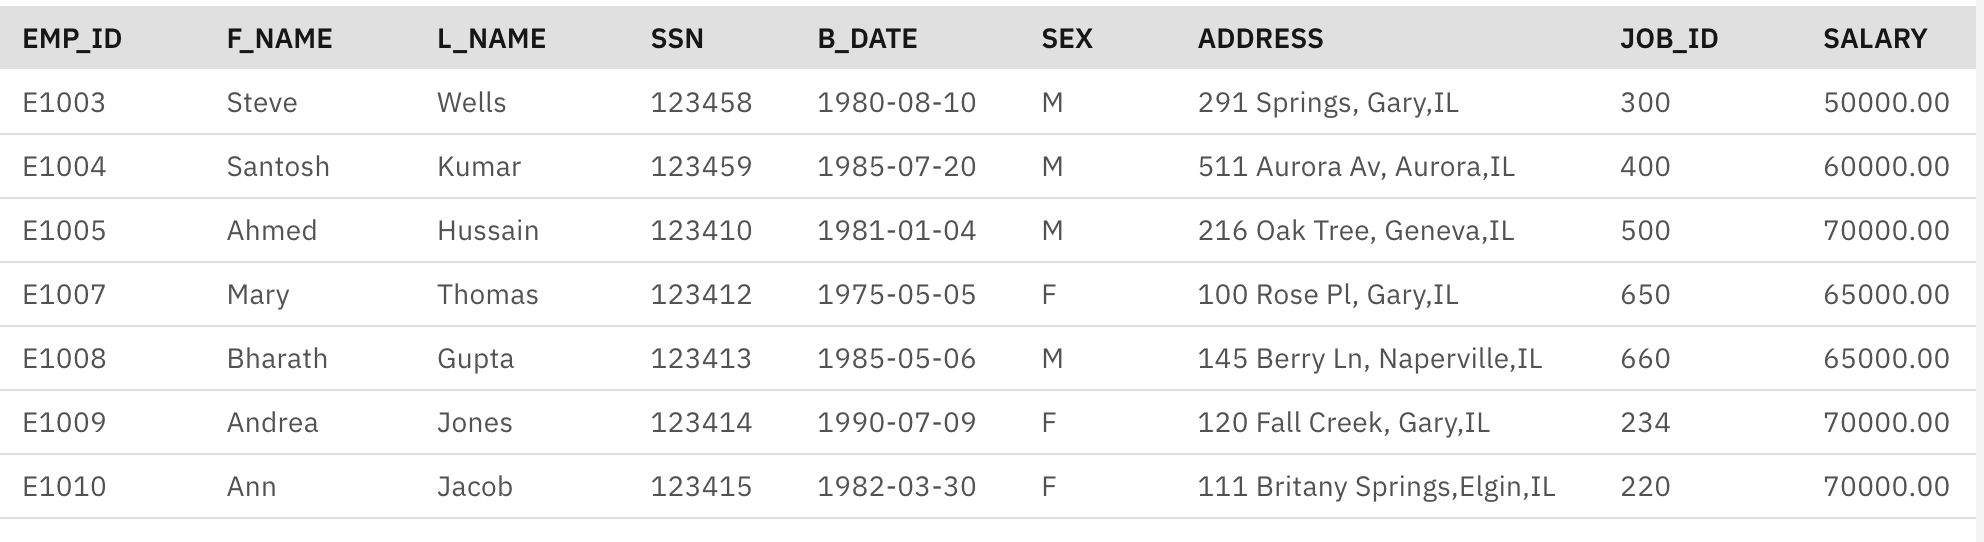 EMP_ID F_NAME L_NAME SSN B_DATE SEX ADDRESS JOB_ID SALARY
E1003 Steve Wells 123458 1980-08-10 M 291 Springs, Gary,IL 300 50000.00
E1004 Santosh Kumar 123459 1985-07-20 M 511 Aurora Av, Aurora,IL 400 60000.00
E1005 Ahmed Hussain 123410 1981-01-04 M 216 Oak Tree, Geneva,IL 500 70000.00
E1007 Mary Thomas 123412 1975-05-05 F 100 Rose Pl, Gary,IL 650 65000.00
E1008 Bharath Gupta 123413 1985-05-06 M 145 Berry Ln, Naperville,IL 660 65000.00
E1009 Andrea Jones 123414 1990-07-09 F 120 Fall Creek, Gary,IL 234 70000.00
E1010 Ann Jacob 123415 1982-03-30 F 111 Britany Springs,Elgin,IL 220 70000.00